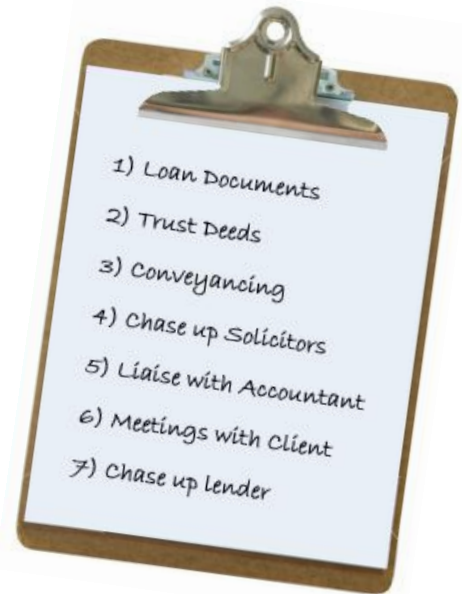 1) Loan Documents
2) Trust Deeds
3) Conveyancing
4) Chase up Solicitors
5) Liaise with Accountant
6) Meetings with Client
7) Chase up lender